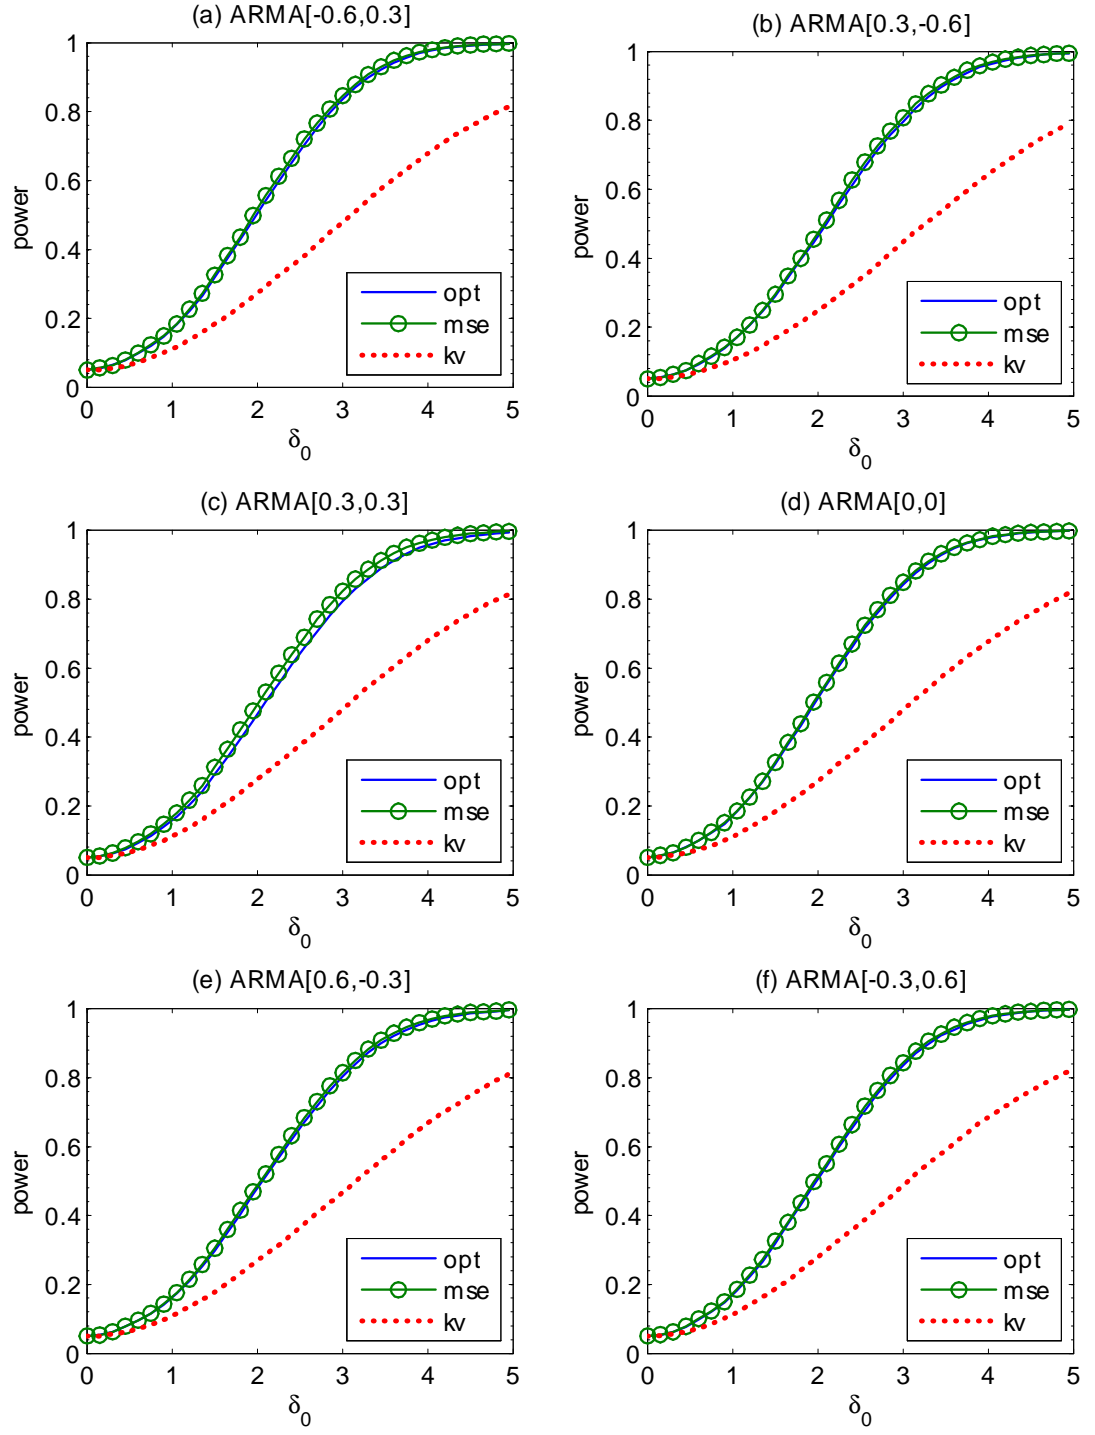 (a) ARMA[-0.6,0.3]
power
1
0.8
0.6
0.4
0.2
0
0 1 2 3 4 5
δ0
opt
mse
kv
(b) ARMA[0.3,-0.6]
power
1
0.8
0.6
0.4
0.2
0
0 1 2 3 4 5
δ0
opt
mse
kv
(c) ARMA[0.3,0.3]
power
1
0.8
0.6
0.4
0.2
0
0 1 2 3 4 5
δ0
opt
mse
kv
(d) ARMA[0,0]
power
1
0.8
0.6
0.4
0.2
0
0 1 2 3 4 5
δ0
opt
mse
kv
(e) ARMA[0.6,-0.3]
power
1
0.8
0.6
0.4
0.2
0
0 1 2 3 4 5
δ0
opt
mse
kv
(f) ARMA[-0.3,0.6]
power
1
0.8
0.6
0.4
0.2
0
0 1 2 3 4 5
δ0
opt
mse
kv